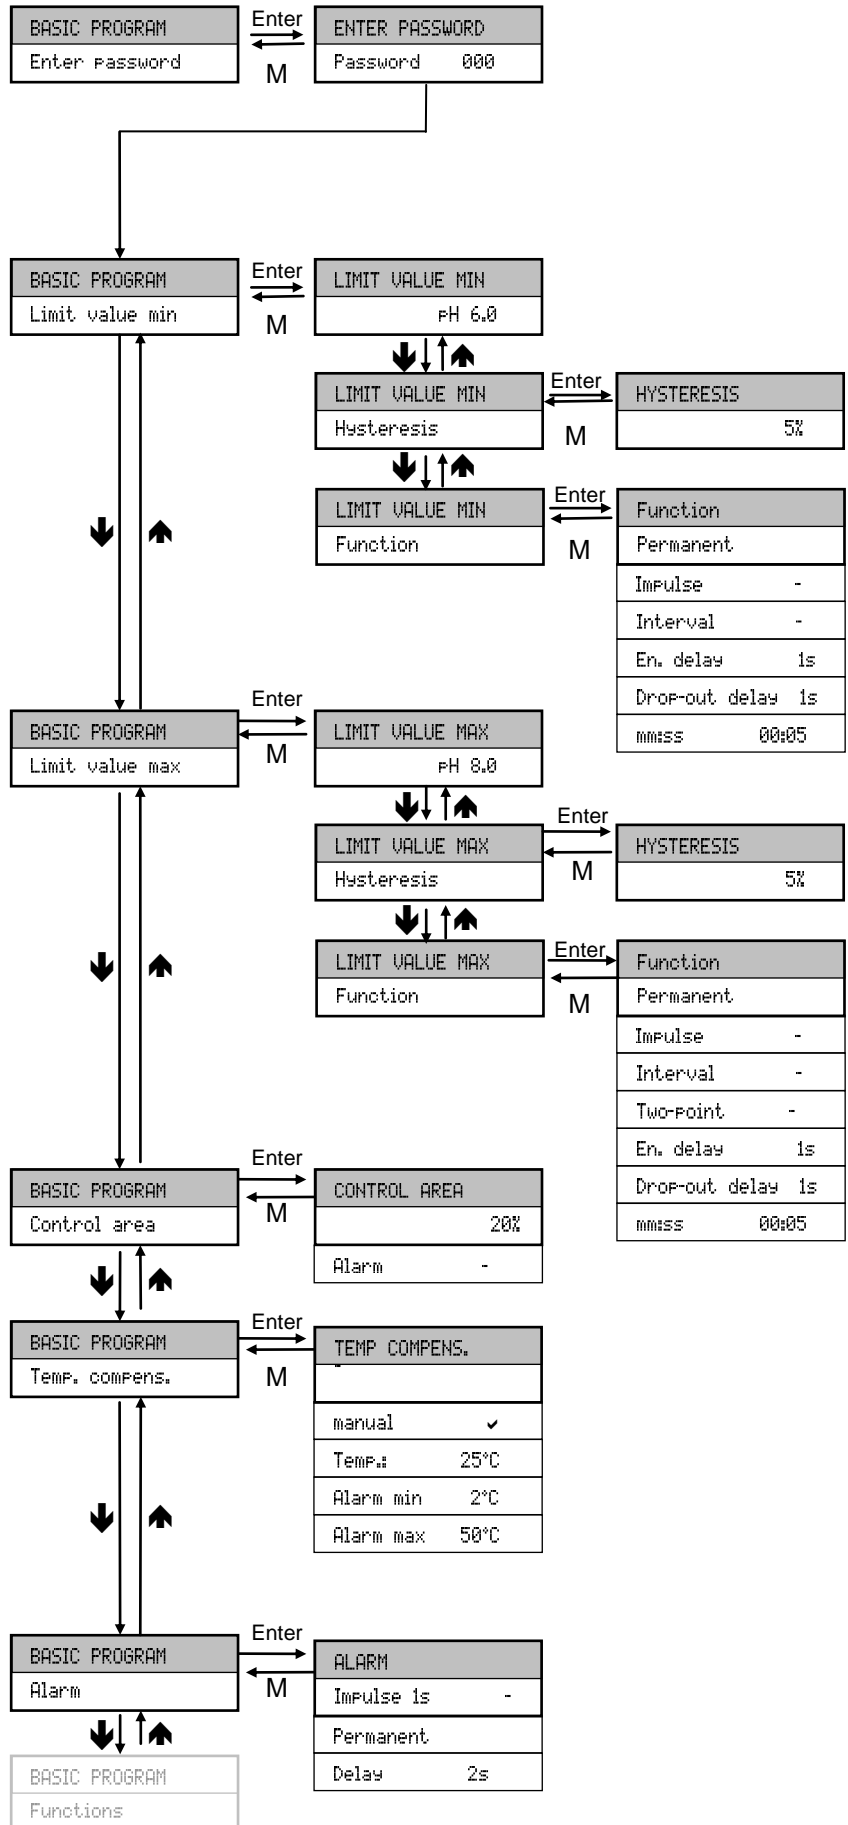 BASIC PROGRAM
Enter password
Enter
M
ENTER PASSWORD
Password 000
BASIC PROGRAM
Limit value min
Enter
M
LIMIT VALUE MIN
pH 6.0
LIMIT VALUE MIN
Hysteresis
Enter
M
HYSTERESIS
5%
LIMIT VALUE MIN
Function
Enter
M
Function
Permanent
Impulse -
Interval -
En. delay 1s
Drop-out delay 1s
mm:ss 00:05
BASIC PROGRAM
Limit value max
Enter
M
LIMIT VALUE MAX
pH 8.0
LIMIT VALUE MAX
Hysteresis
Enter
M
HYSTERESIS
5%
LIMIT VALUE MAX
Function
Enter
M
Function
Permanent
Impulse -
Interval -
Two-point -
En. delay 1s
Drop-out delay 1s
mm:ss 00:05
BASIC PROGRAM
Control area
Enter
M
CONTROL AREA
20%
Alarm -
BASIC PROGRAM
Temp. compens.
Enter
M
TEMP COMPENS.
-
manual ✓
Temp.: 25°C
Alarm min 2°C
Alarm max 50°C
BASIC PROGRAM
Alarm
Enter
M
ALARM
Impulse 1s -
Permanent
Delay 2s
BASIC PROGRAM
Functions